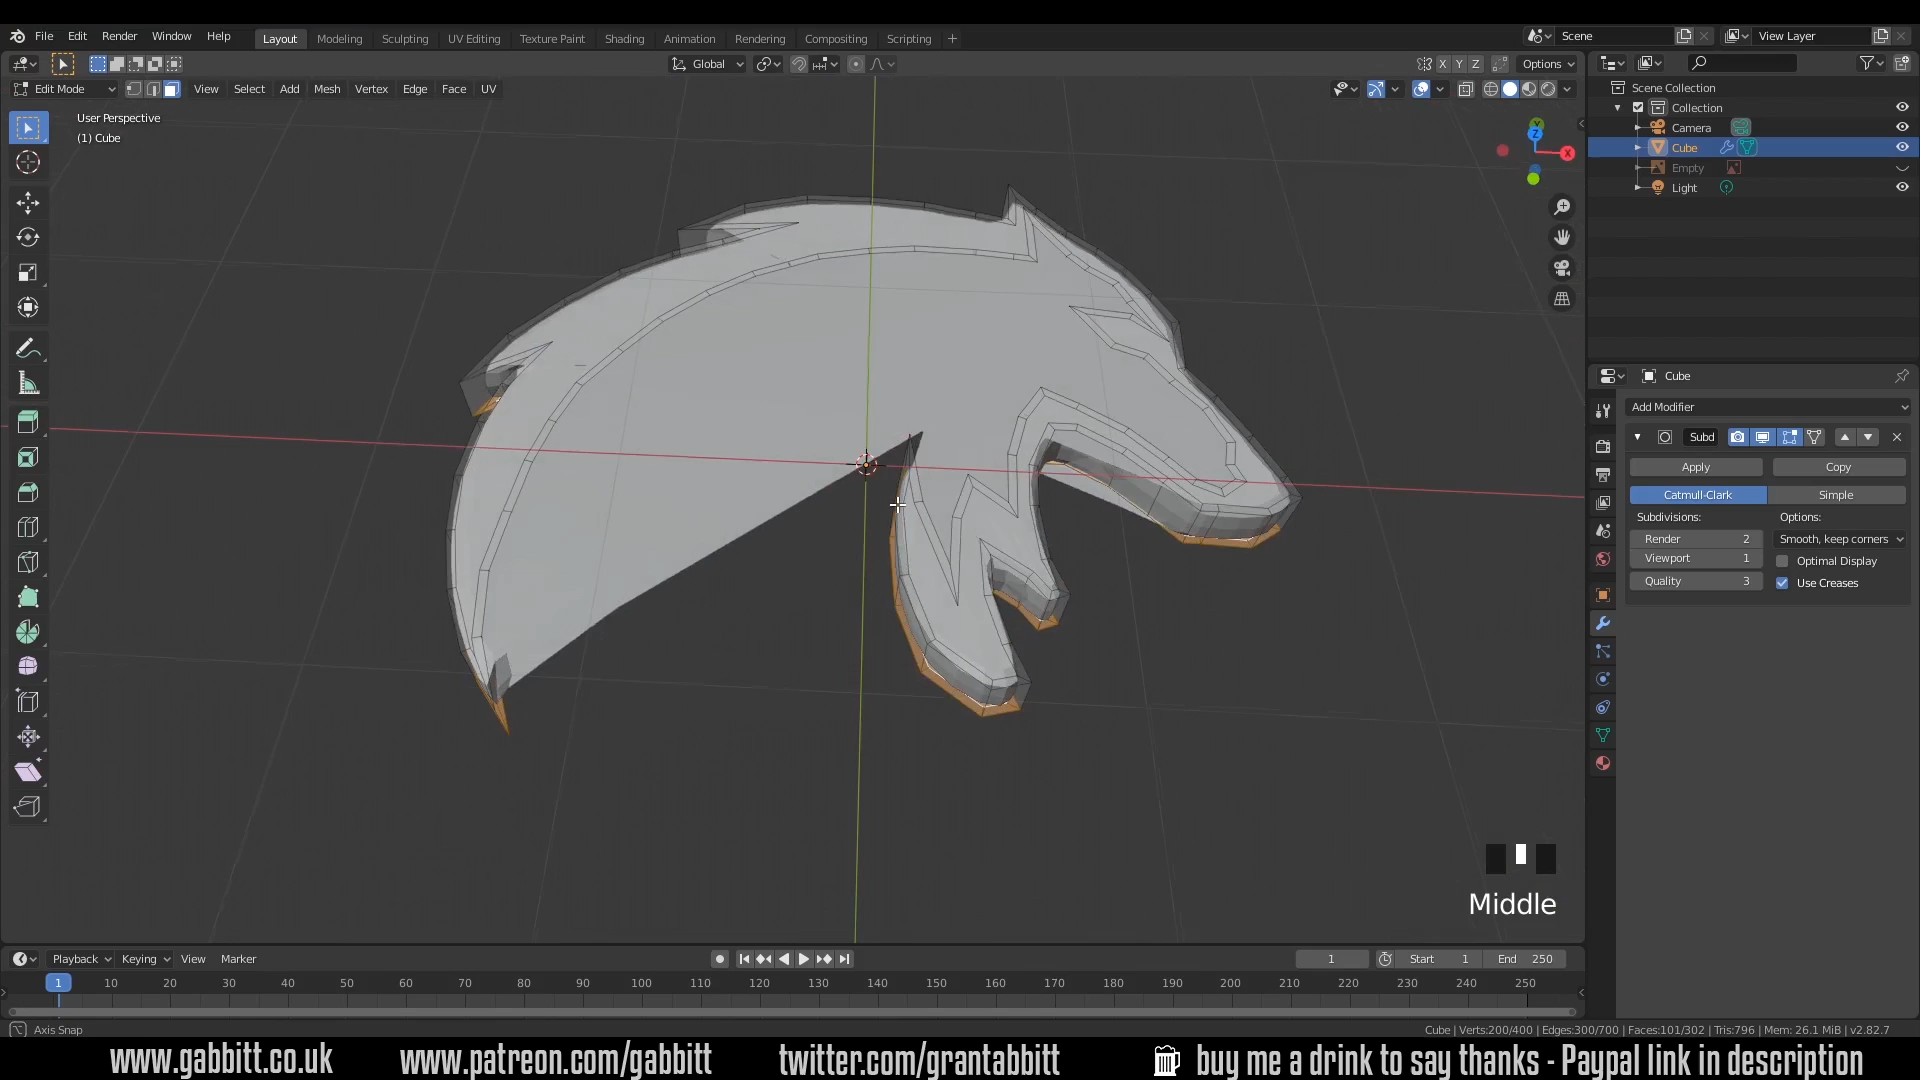 File Edit Render Window Help Layout Modeling Sculpting UV Editing Texture Paint Shading Animation Rendering Compositing Scripting + Scene View Layer
Global X Y Z Options
Edit Mode View Select Add Mesh Vertex Edge Face UV
User Perspective
(1) Cube
Z
X
Y
Scene Collection
Collection
Camera
Cube
Empty
Light
Cube
Add Modifier
Subd
Apply Copy
Catmull-Clark Simple
Subdivisions: Options:
Render 2 Smooth, keep corners
Viewport 1 Optimal Display
Quality 3 Use Creases
Middle
Playback Keying View Marker 1 Start 1 End 250
1 10 20 30 40 50 60 70 80 90 100 110 120 130 140 150 160 170 180 190 200 210 220 230 240 250
Axis Snap Cube | Verts:200/400 | Edges:300/700 | Faces:101/302 | Tris:796 | Mem: 26.1 MiB | v2.82.7
www.gabbitt.co.uk www.patreon.com/gabbitt twitter.com/grantabbitt buy me a drink to say thanks - Paypal link in description